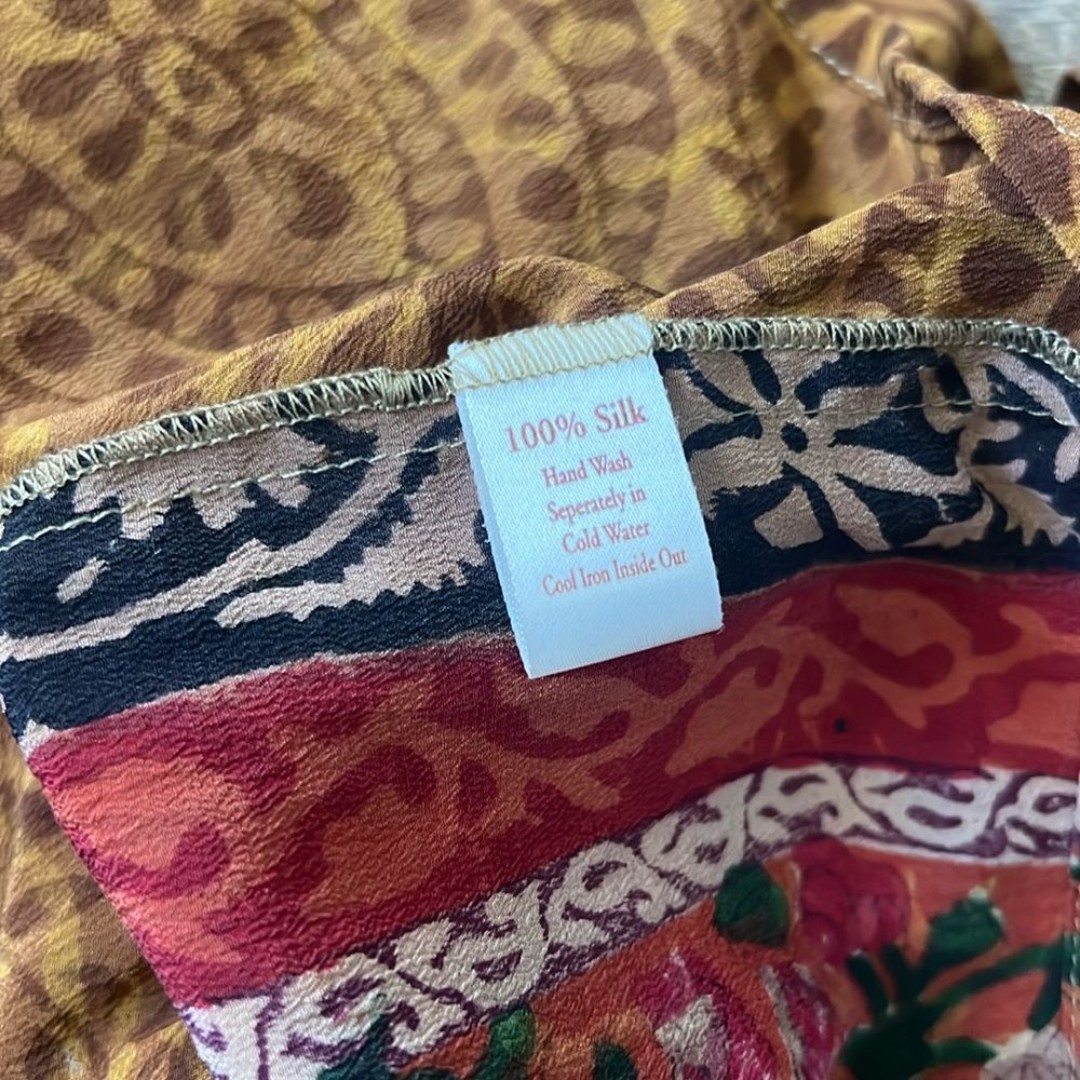 100% Silk
Hand Wash
Seperately in
Cold Water
Cool Iron Inside Out